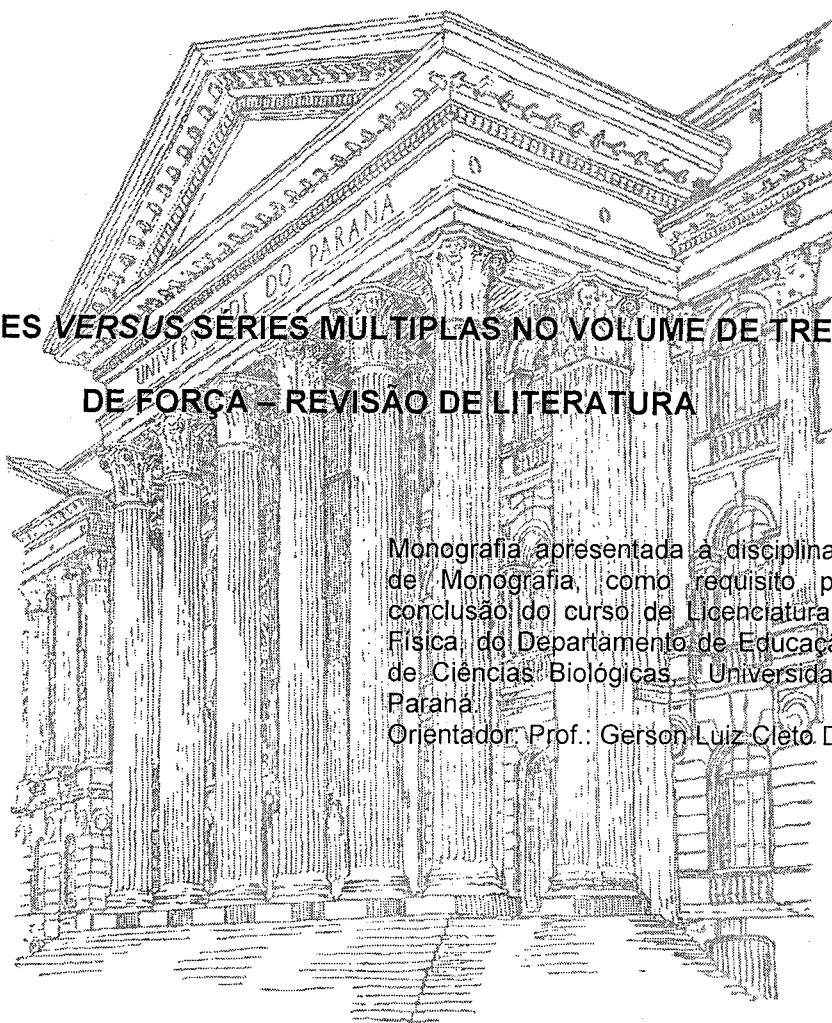 UNIVERSIDADE DO PARANÁ
ES VERSUS SÉRIES MÚLTIPLAS NO VOLUME DE TRE
DE FORÇA – REVISÃO DE LITERATURA
Monografia apresentada à disciplina
de Monografia, como requisito p
conclusão do curso de Licenciatura
Física, do Departamento de Educaçã
de Ciências Biológicas, Universida
Paraná.
Orientador: Prof.: Gerson Luiz Cleto D